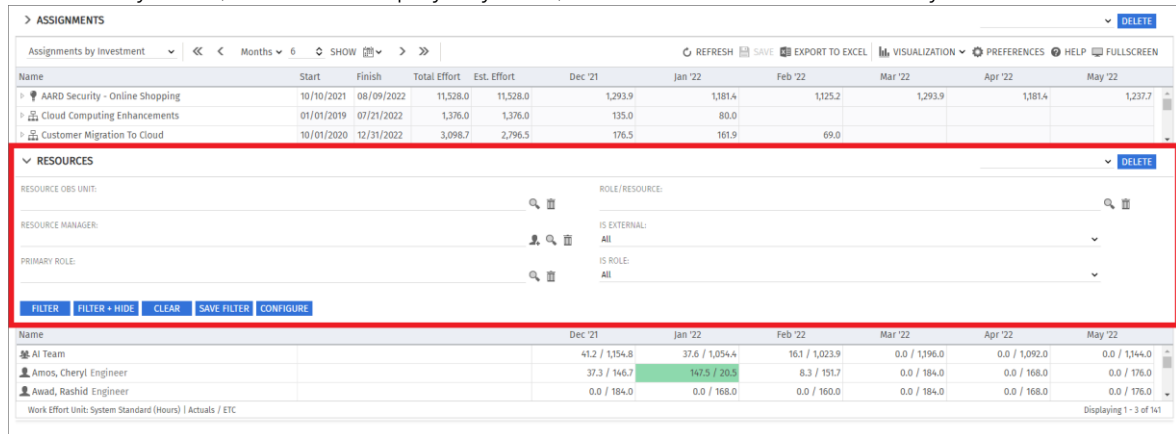 ASSIGNMENTS
DELETE
Assignments by Investment Months 6 SHOW REFRESH SAVE EXPORT TO EXCEL VISUALIZATION PREFERENCES HELP FULLSCREEN
Name Start Finish Total Effort Est. Effort Dec '21 Jan '22 Feb '22 Mar '22 Apr '22 May '22
AARD Security - Online Shopping 10/10/2021 08/09/2022 11,528.0 11,528.0 1,293.9 1,181.4 1,125.2 1,293.9 1,181.4 1,237.7
Cloud Computing Enhancements 01/01/2019 07/21/2022 1,376.0 1,376.0 135.0 80.0
Customer Migration To Cloud 10/01/2020 12/31/2022 3,098.7 2,796.5 176.5 161.9 69.0
RESOURCES
DELETE
RESOURCE OBS UNIT: ROLE/RESOURCE:
RESOURCE MANAGER: IS EXTERNAL:
All
PRIMARY ROLE: IS ROLE:
All
FILTER FILTER + HIDE CLEAR SAVE FILTER CONFIGURE
Name Dec '21 Jan '22 Feb '22 Mar '22 Apr '22 May '22
AI Team 41.2 / 1,154.8 37.6 / 1,054.4 16.1 / 1,023.9 0.0 / 1,196.0 0.0 / 1,092.0 0.0 / 1,144.0
Amos, Cheryl Engineer 37.3 / 146.7 147.5 / 20.5 8.3 / 151.7 0.0 / 184.0 0.0 / 168.0 0.0 / 176.0
Awad, Rashid Engineer 0.0 / 184.0 0.0 / 168.0 0.0 / 160.0 0.0 / 184.0 0.0 / 168.0 0.0 / 176.0
Work Effort Unit: System Standard (Hours) | Actuals / ETC Displaying 1 - 3 of 141